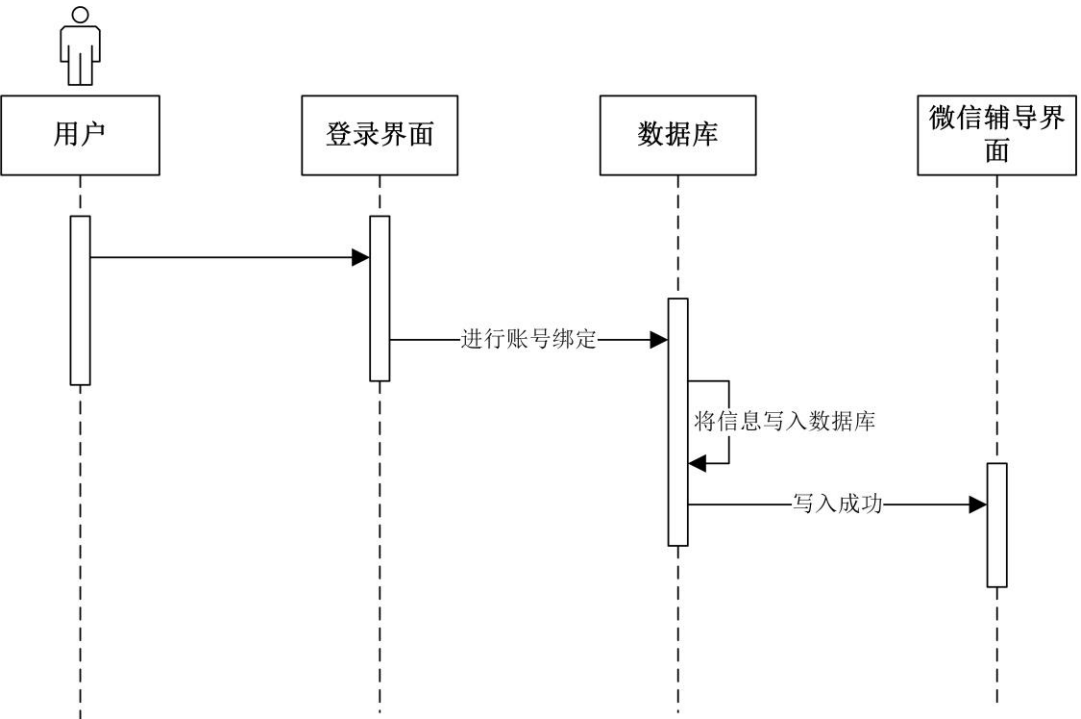 用户
登录界面
数据库
微信辅导界
面
进行账号绑定
将信息写入数据库
写入成功